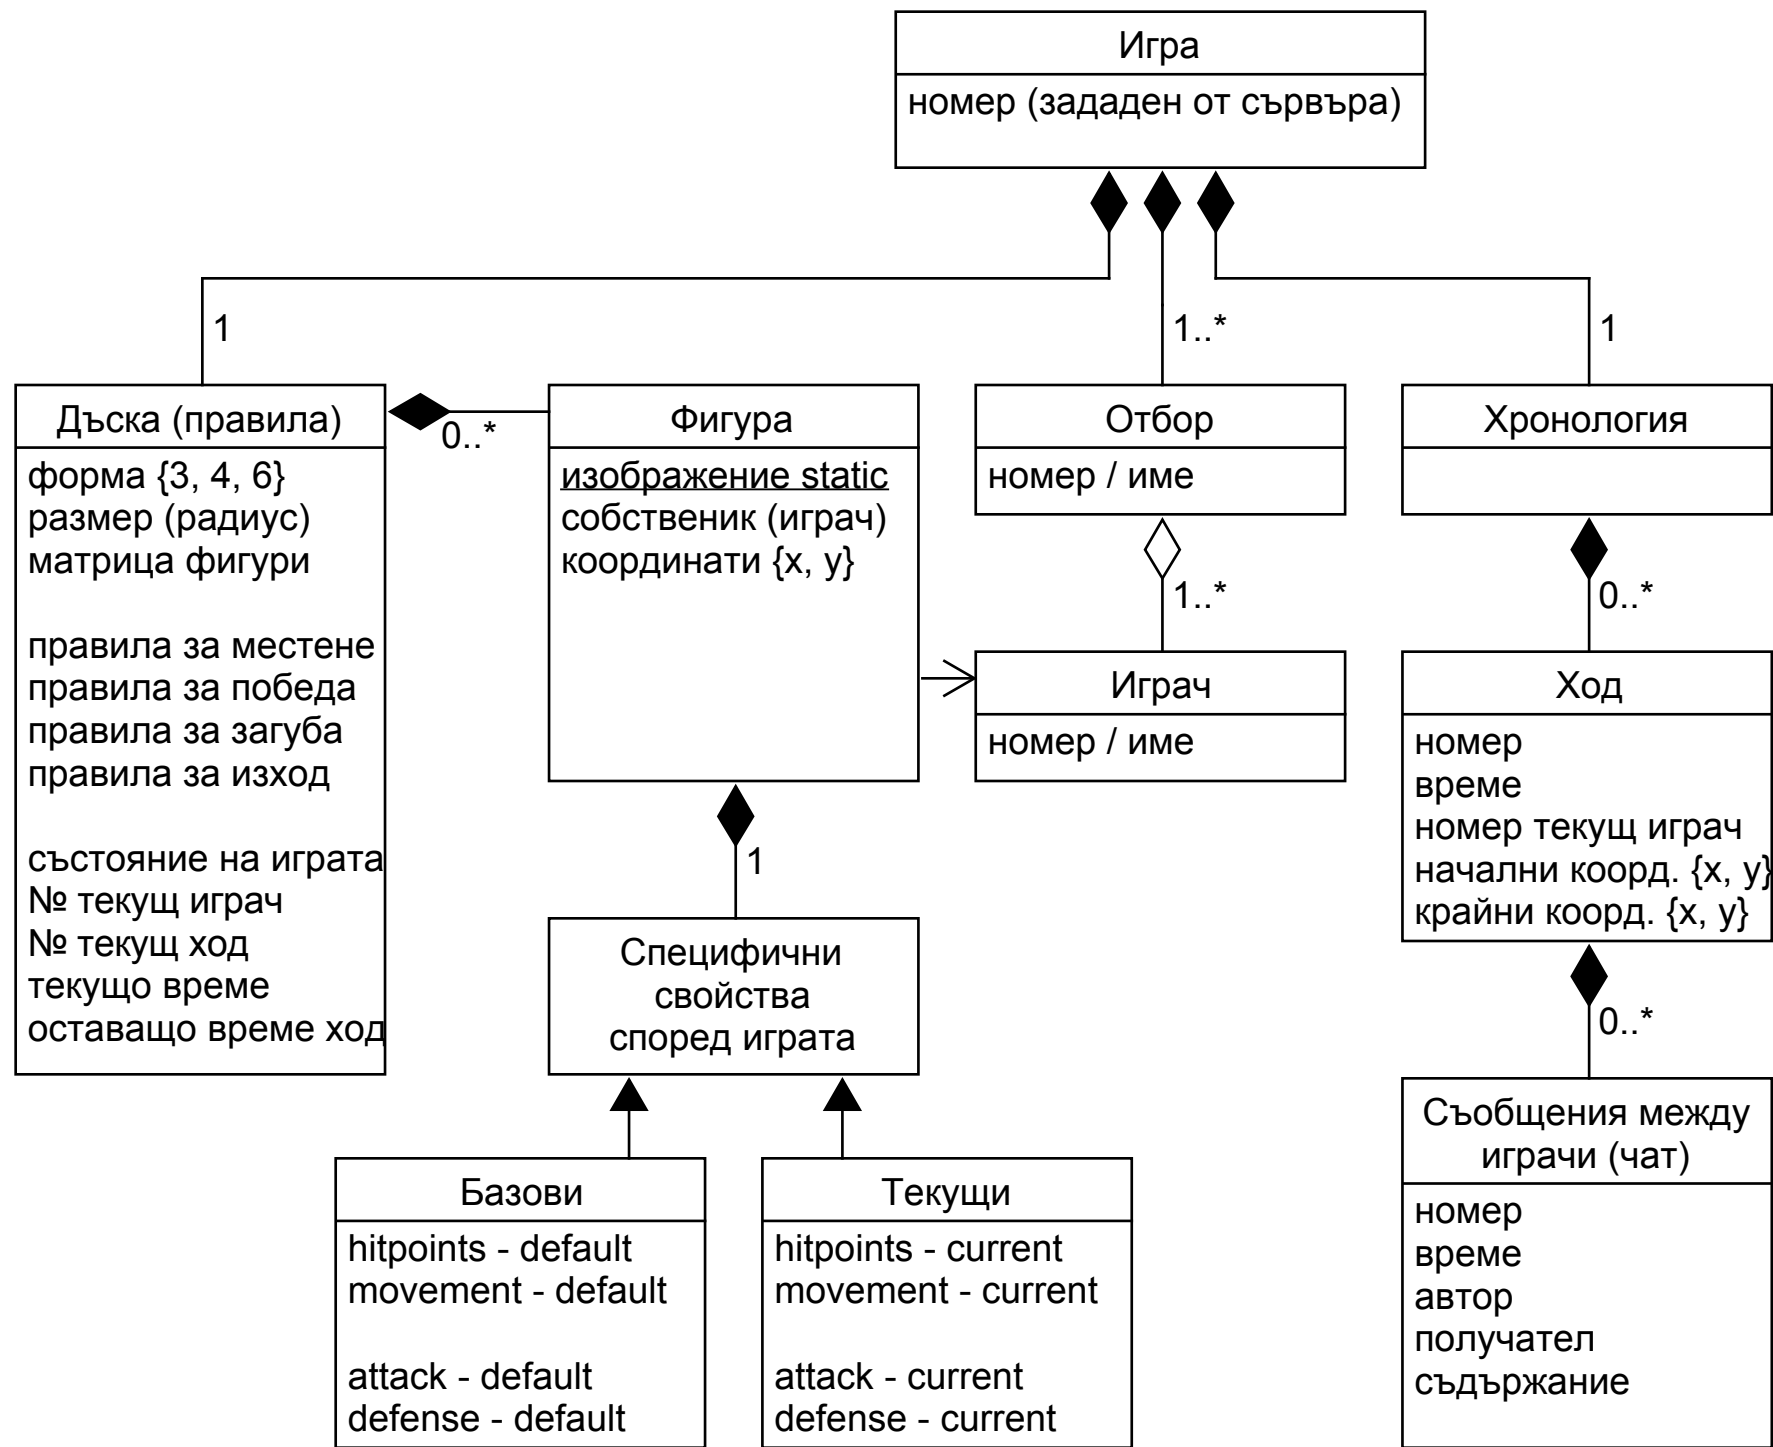 Игра
номер (зададен от сървъра)
1
1..*
1
Дъска (правила)
форма {3, 4, 6}
размер (радиус)
матрица фигури
правила за местене
правила за победа
правила за загуба
правила за изход
състояние на играта
№ текущ играч
№ текущ ход
текущо време
оставащо време ход
0..*
Фигура
изображение static
собственик (играч)
координати {x, y}
Отбор
номер / име
1..*
Играч
номер / име
Хронология
0..*
Ход
номер
време
номер текущ играч
начални коорд. {x, y}
крайни коорд. {x, y}
1
Специфични
свойства
според играта
0..*
Базови
hitpoints - default
movement - default
attack - default
defense - default
Текущи
hitpoints - current
movement - current
attack - current
defense - current
Съобщения между
играчи (чат)
номер
време
автор
получател
съдържание